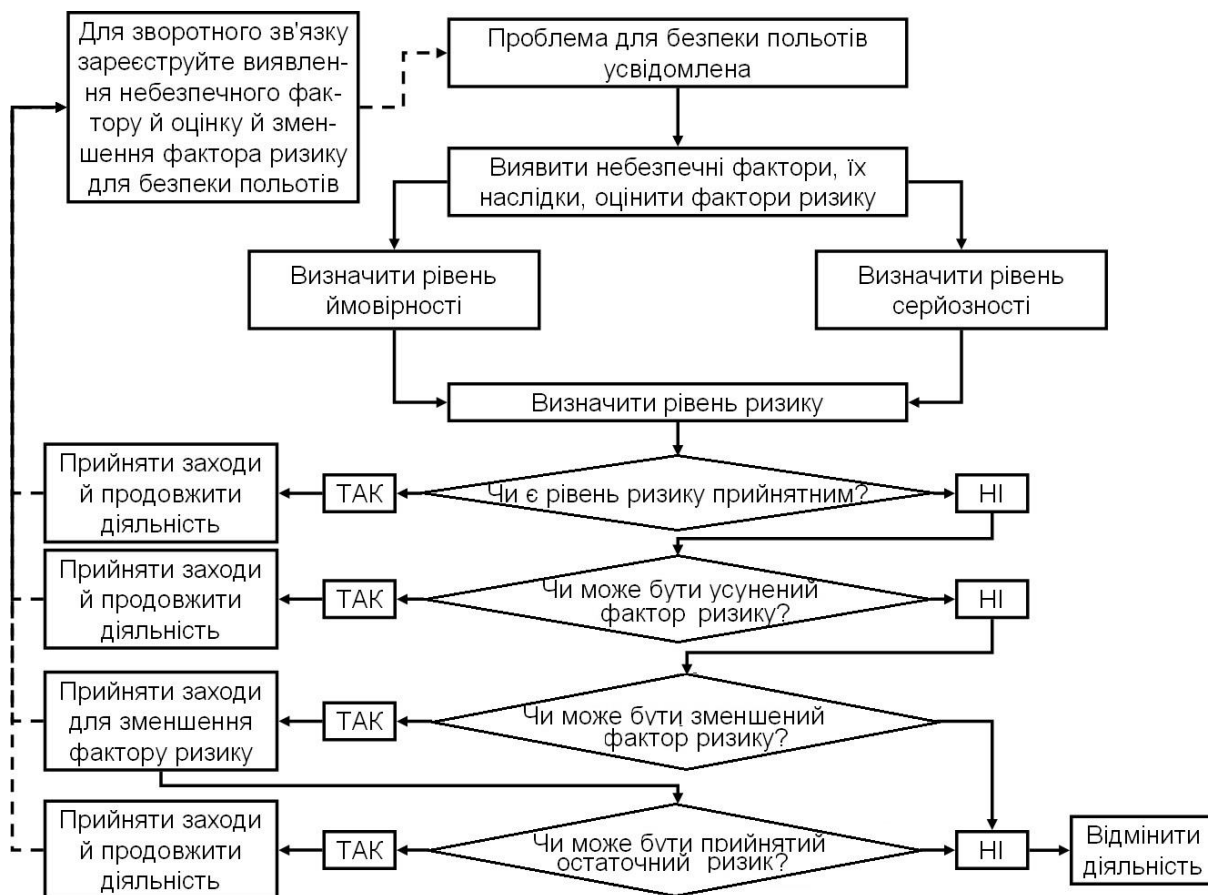 Для зворотного зв'язку
зареєструйте виявлен-
ня небезпечного фак-
тору й оцінку й змен-
шення фактора ризику
для безпеки польотів
Проблема для безпеки польотів
усвідомлена
Виявити небезпечні фактори, їх
наслідки, оцінити фактори ризику
Визначити рівень
ймовірності
Визначити рівень
серйозності
Визначити рівень ризику
Прийняти заходи
й продовжити
діяльність
ТАК
Чи є рівень ризику прийнятним?
НІ
Прийняти заходи
й продовжити
діяльність
ТАК
Чи може бути усунений
фактор ризику?
НІ
Прийняти заходи
для зменшення
фактору ризику
ТАК
Чи може бути зменшений
фактор ризику?
Прийняти заходи
й продовжити
діяльність
ТАК
Чи може бути прийнятий
остаточний ризик?
НІ
Відмінити
діяльність